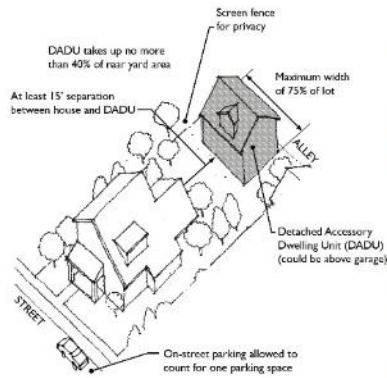 Screen fence
for privacy
DADU takes up no more
than 40% of rear yard area
Maximum width
of 75% of lot
At least 15' separation
between house and DADU
ALLEY
Detached Accessory
Dwelling Unit (DADU)
(could be above garage)
STREET
On-street parking allowed to
count for one parking space